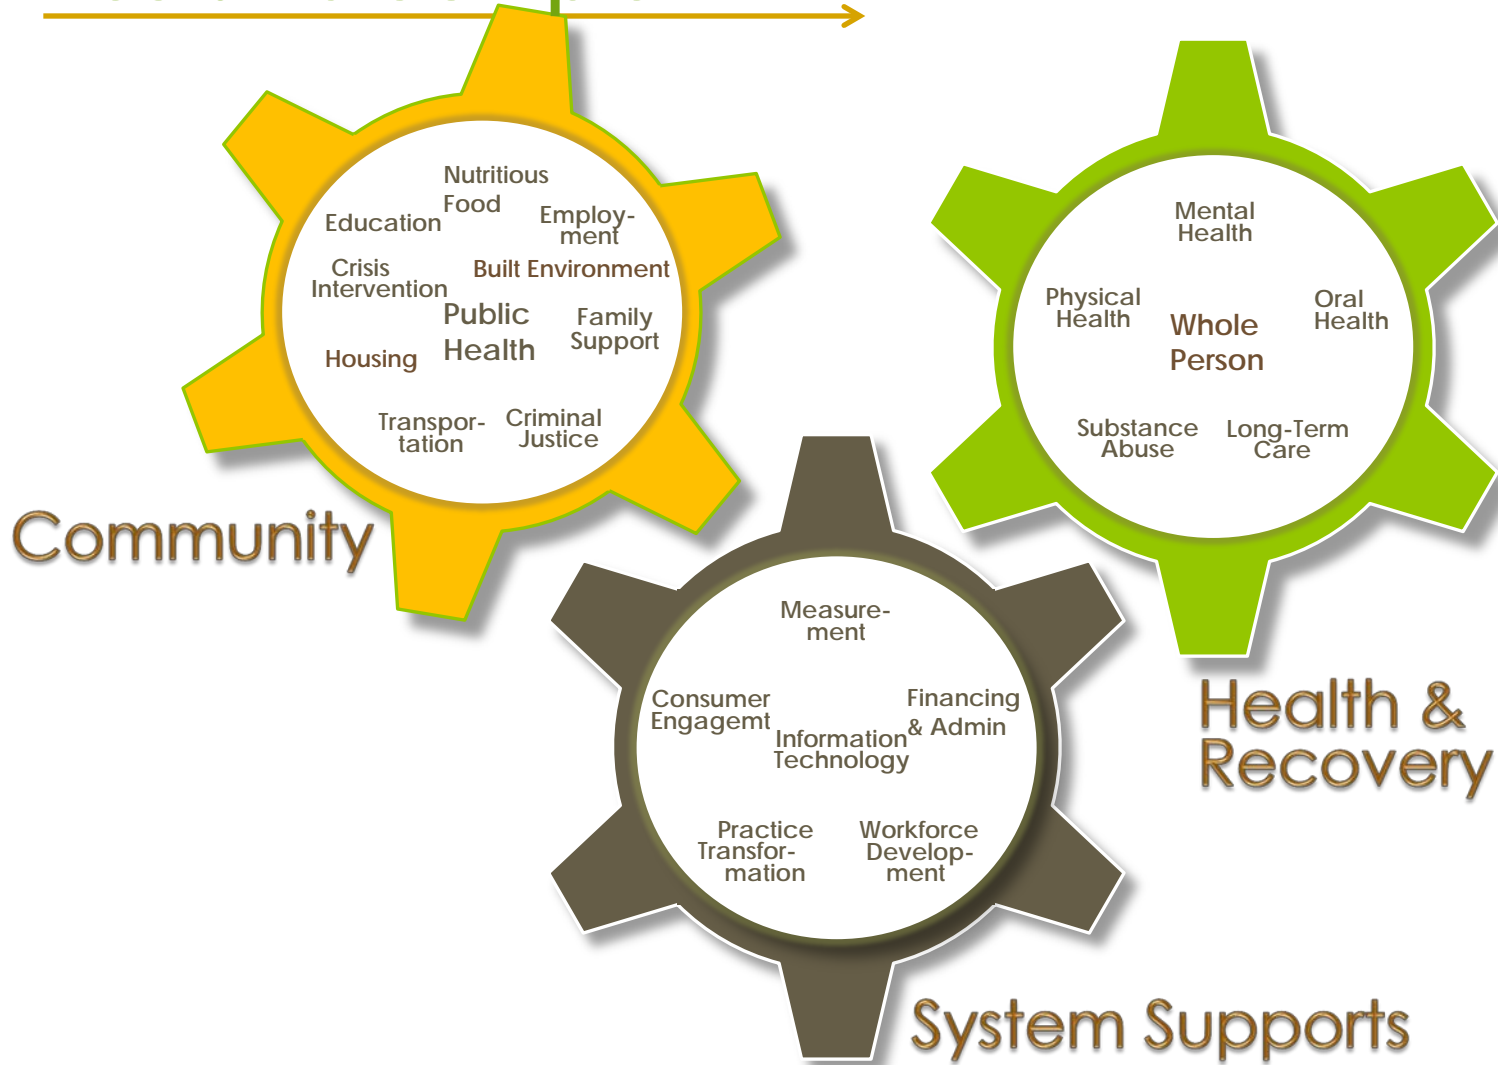 Nutritious
Food
Education
Employ-
ment
Crisis
Intervention
Built Environment
Public
Health
Family
Support
Housing
Transpor-
tation
Criminal
Justice
Community
Mental
Health
Physical
Health
Oral
Health
Whole
Person
Substance
Abuse
Long-Term
Care
Health &
Recovery
Measure-
ment
Consumer
Engagemt
Financing
& Admin
Information
Technology
Practice
Transfor-
mation
Workforce
Develop-
ment
System Supports